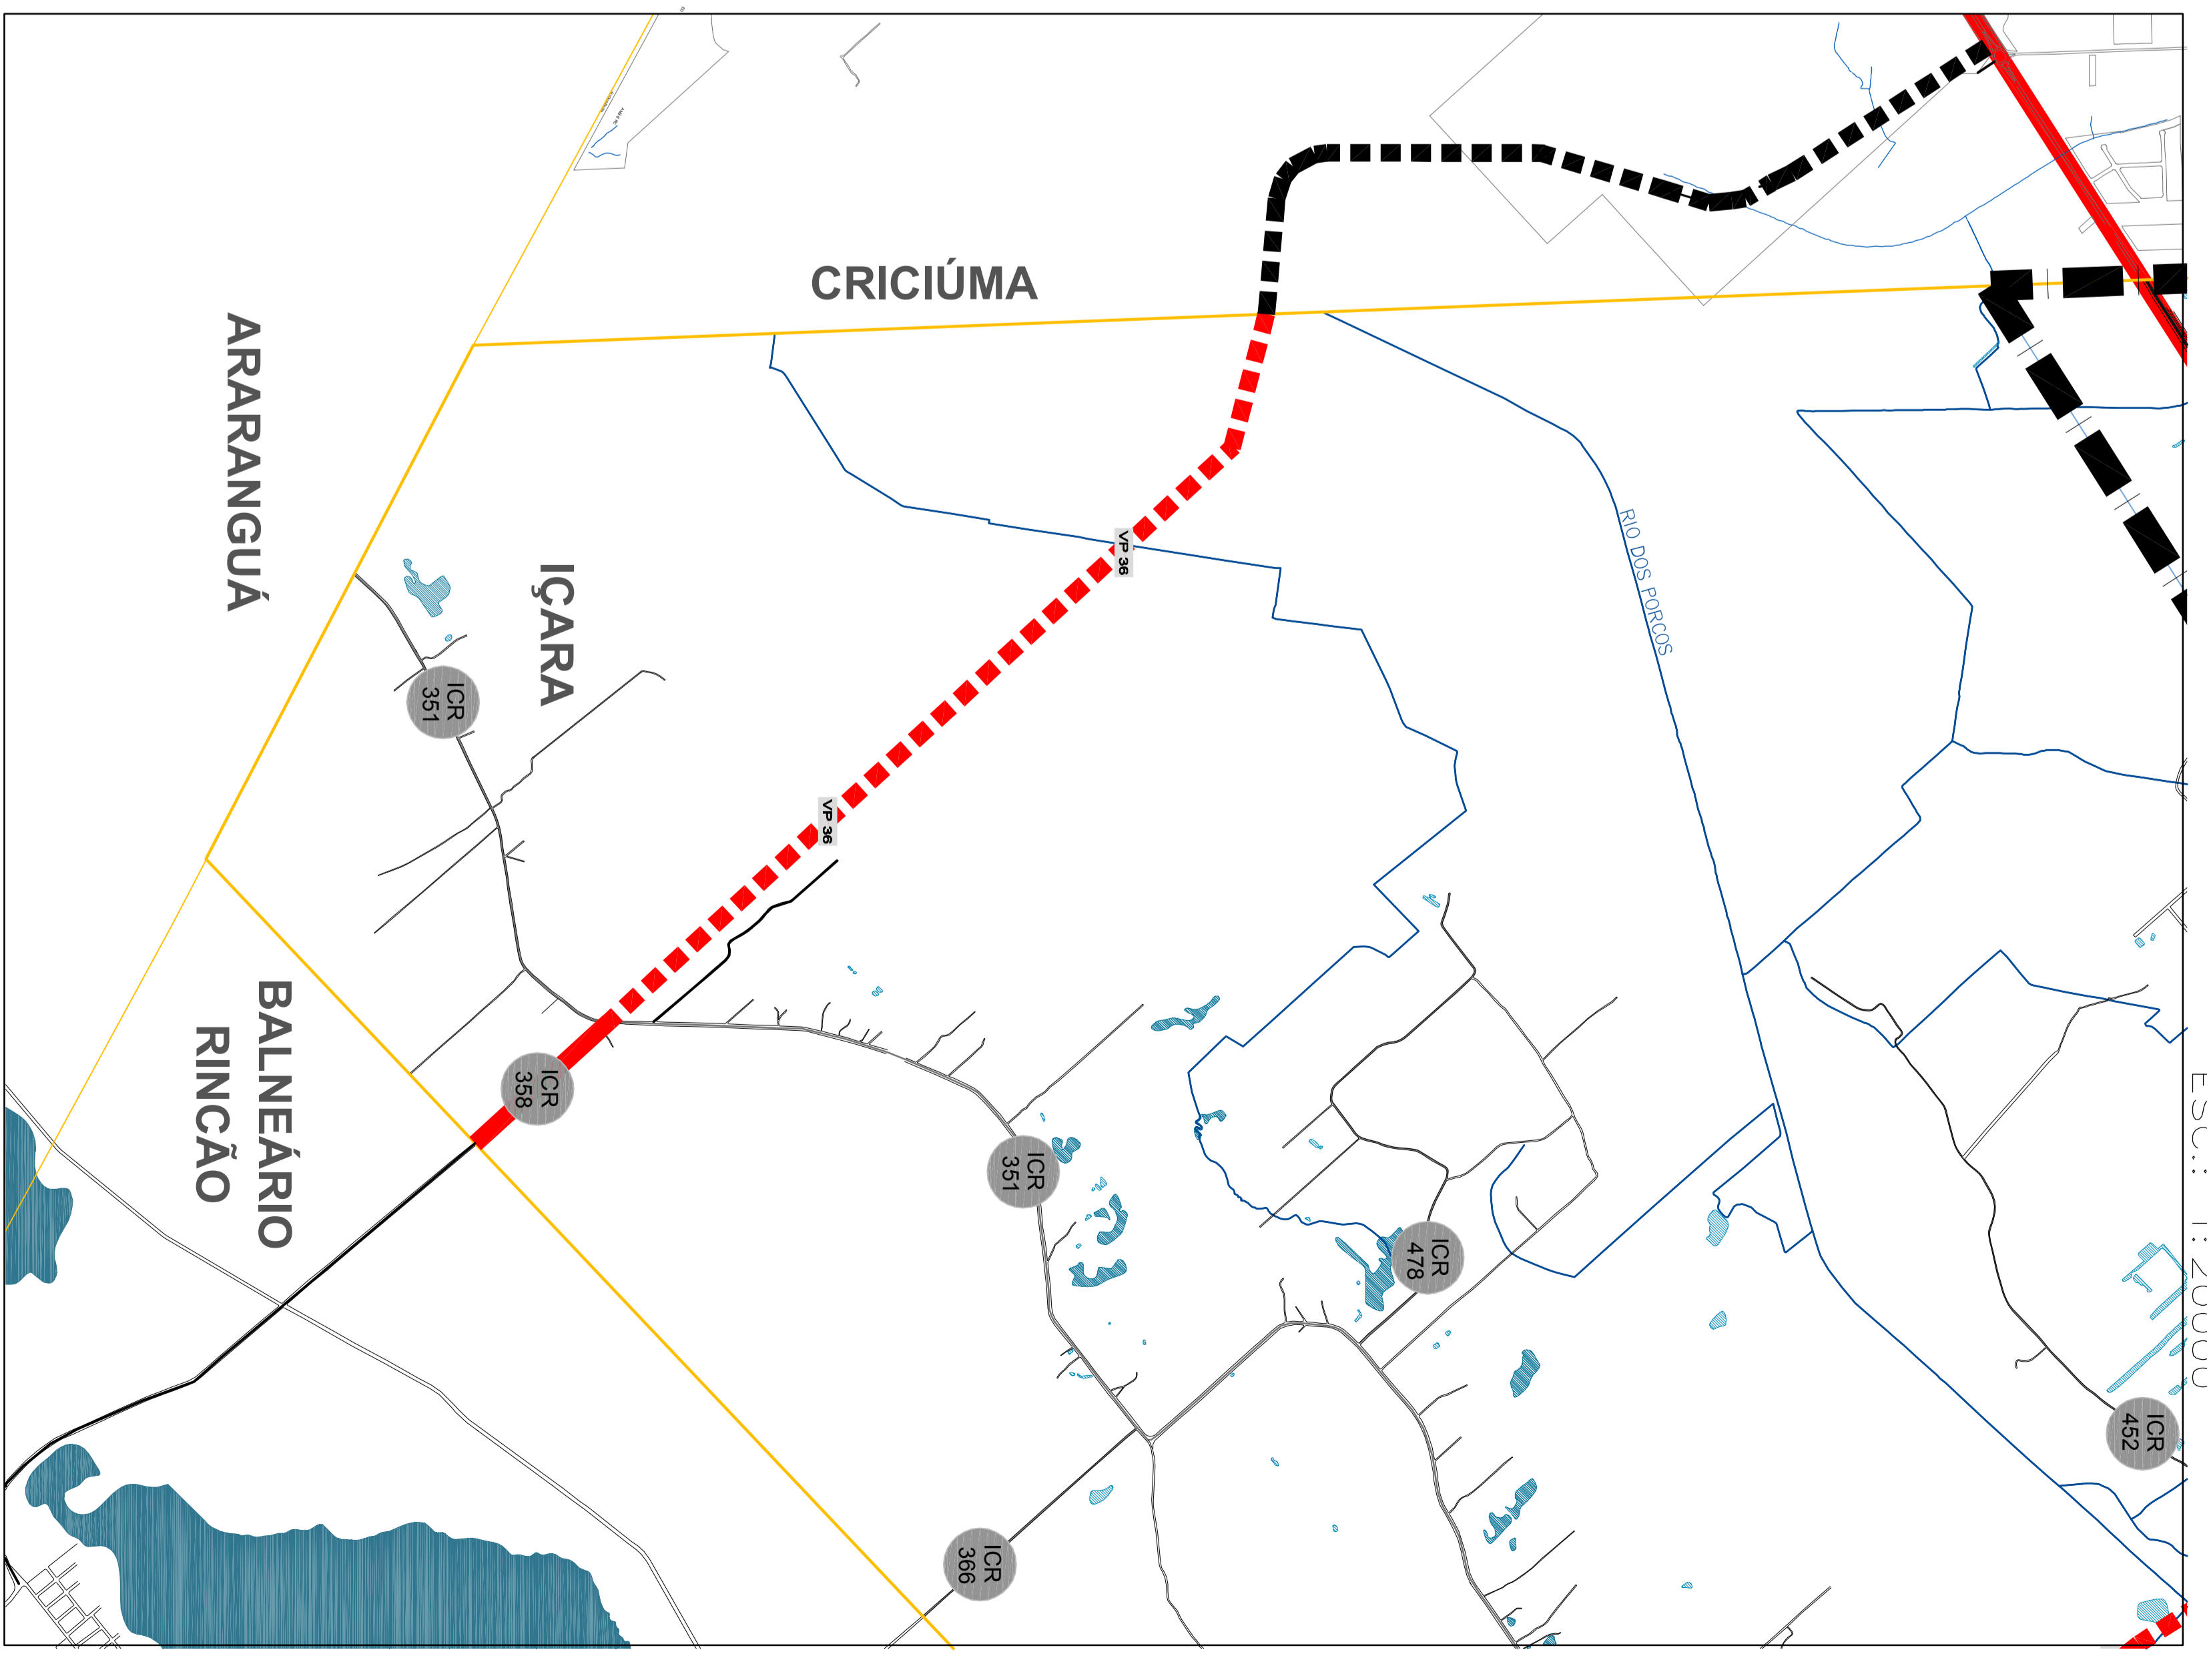 CRICIÚMA
ARARANGUÁ
IÇARA
BALNEÁRIO
RINCÃO
RIO DOS PORCOS
VP 36
VP 36
ICR
351
ICR
358
ICR
351
ICR
478
ICR
366
ICR
452
ESC.: 1:20000